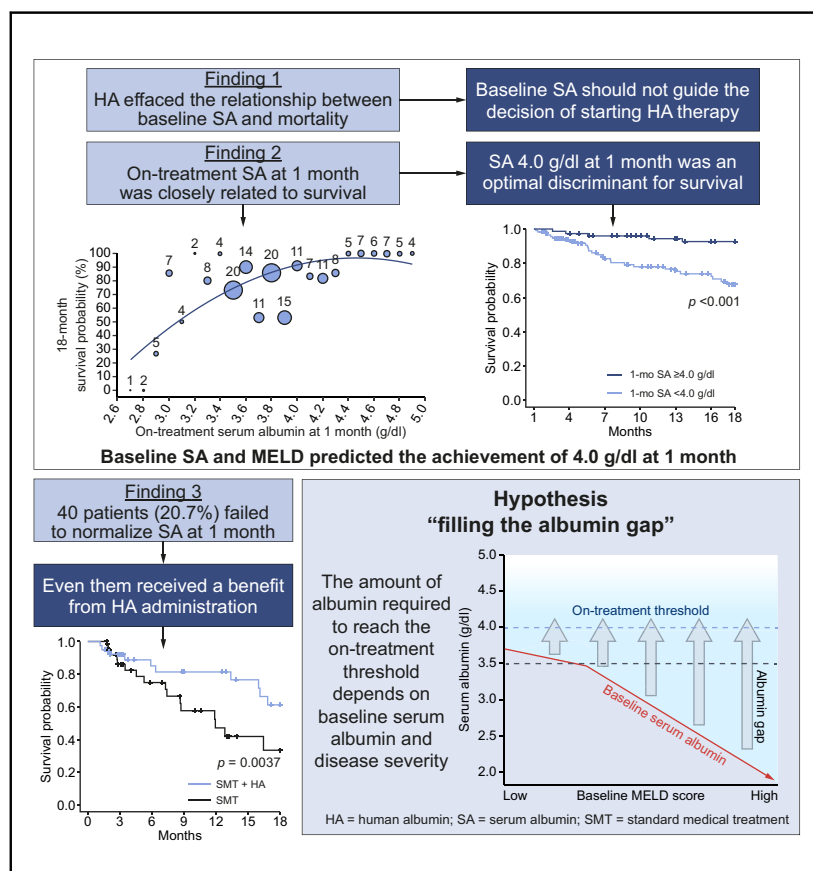 Finding 1
HA effaced the relationship between
baseline SA and mortality
Baseline SA should not guide the
decision of starting HA therapy
Finding 2
On-treatment SA at 1 month
was closely related to survival
SA 4.0 g/dl at 1 month was an
optimal discriminant for survival
18-month
survival probability (%)
100
90
80
70
60
50
40
30
20
10
0
1
2
5
7
4
2
8
4
20
14
11
20
15
11
7
11
8
5
7
6
7
5
4
2.6
2.8
3.0
3.2
3.4
3.6
3.8
4.0
4.2
4.4
4.6
4.8
5.0
On-treatment serum albumin at 1 month (g/dl)
Survival probability
1.0
0.8
0.6
0.4
0.2
0.0
p <0.001
1-mo SA ≥4.0 g/dl
1-mo SA <4.0 g/dl
1 4 7 10 13 16 18
Months
Baseline SA and MELD predicted the achievement of 4.0 g/dl at 1 month
Finding 3
40 patients (20.7%) failed
to normalize SA at 1 month
Even them received a benefit
from HA administration
Survival probability
1.0
0.8
0.6
0.4
0.2
0.0
p = 0.0037
SMT + HA
SMT
0 3 6 9 12 15 18
Months
Hypothesis
“filling the albumin gap”
The amount of
albumin required
to reach the
on-treatment
threshold
depends on
baseline serum
albumin and
disease severity
Serum albumin (g/dl)
5.0
4.5
4.0
3.5
3.0
2.5
2.0
On-treatment threshold
Baseline serum albumin
Albumin gap
Low
Baseline MELD score
High
HA = human albumin; SA = serum albumin; SMT = standard medical treatment